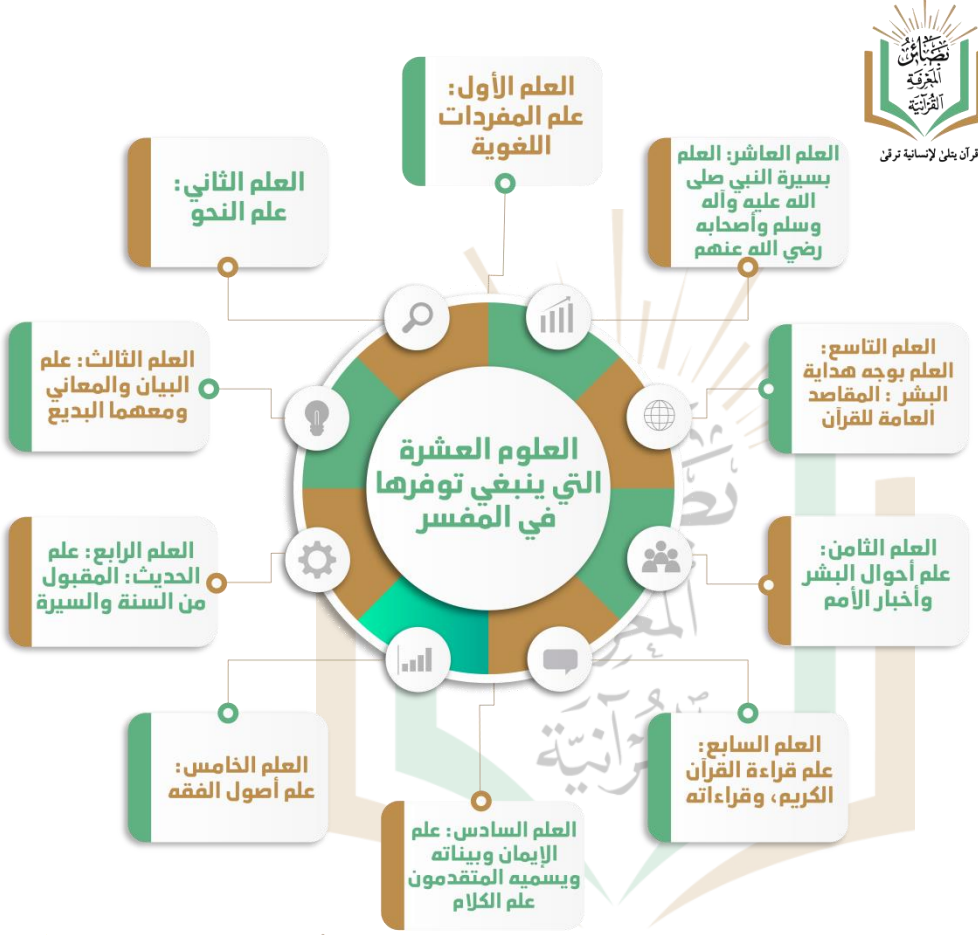 بَصَائِرُ
الْمَعْرِفَةِ
الْقُرْآنِيَّةِ
قرآن يتلىٰ لإنسانية ترقىٰ
العلم الأول:
علم المفردات
اللغوية
العلم الثاني:
علم النحو
العلم الثالث: علم
البيان والمعاني
ومعهما البديع
العلم الرابع: علم
الحديث: المقبول
من السنة والسيرة
العلم الخامس:
علم أصول الفقه
العلم السادس: علم
الإيمان وبيناته
ويسميه المتقدمون
علم الكلام
العلم السابع:
علم قراءة القرآن
الكريم، وقراءاته
العلم الثامن:
علم أحوال البشر
وأخبار الأمم
العلم التاسع:
العلم بوجه هداية
البشر : المقاصد
العامة للقرآن
العلم العاشر: العلم
بسيرة النبي صلى
الله عليه وآله
وسلم وأصحابه
رضي الله عنهم
العلوم العشرة
التي ينبغي توفرها
في المفسر